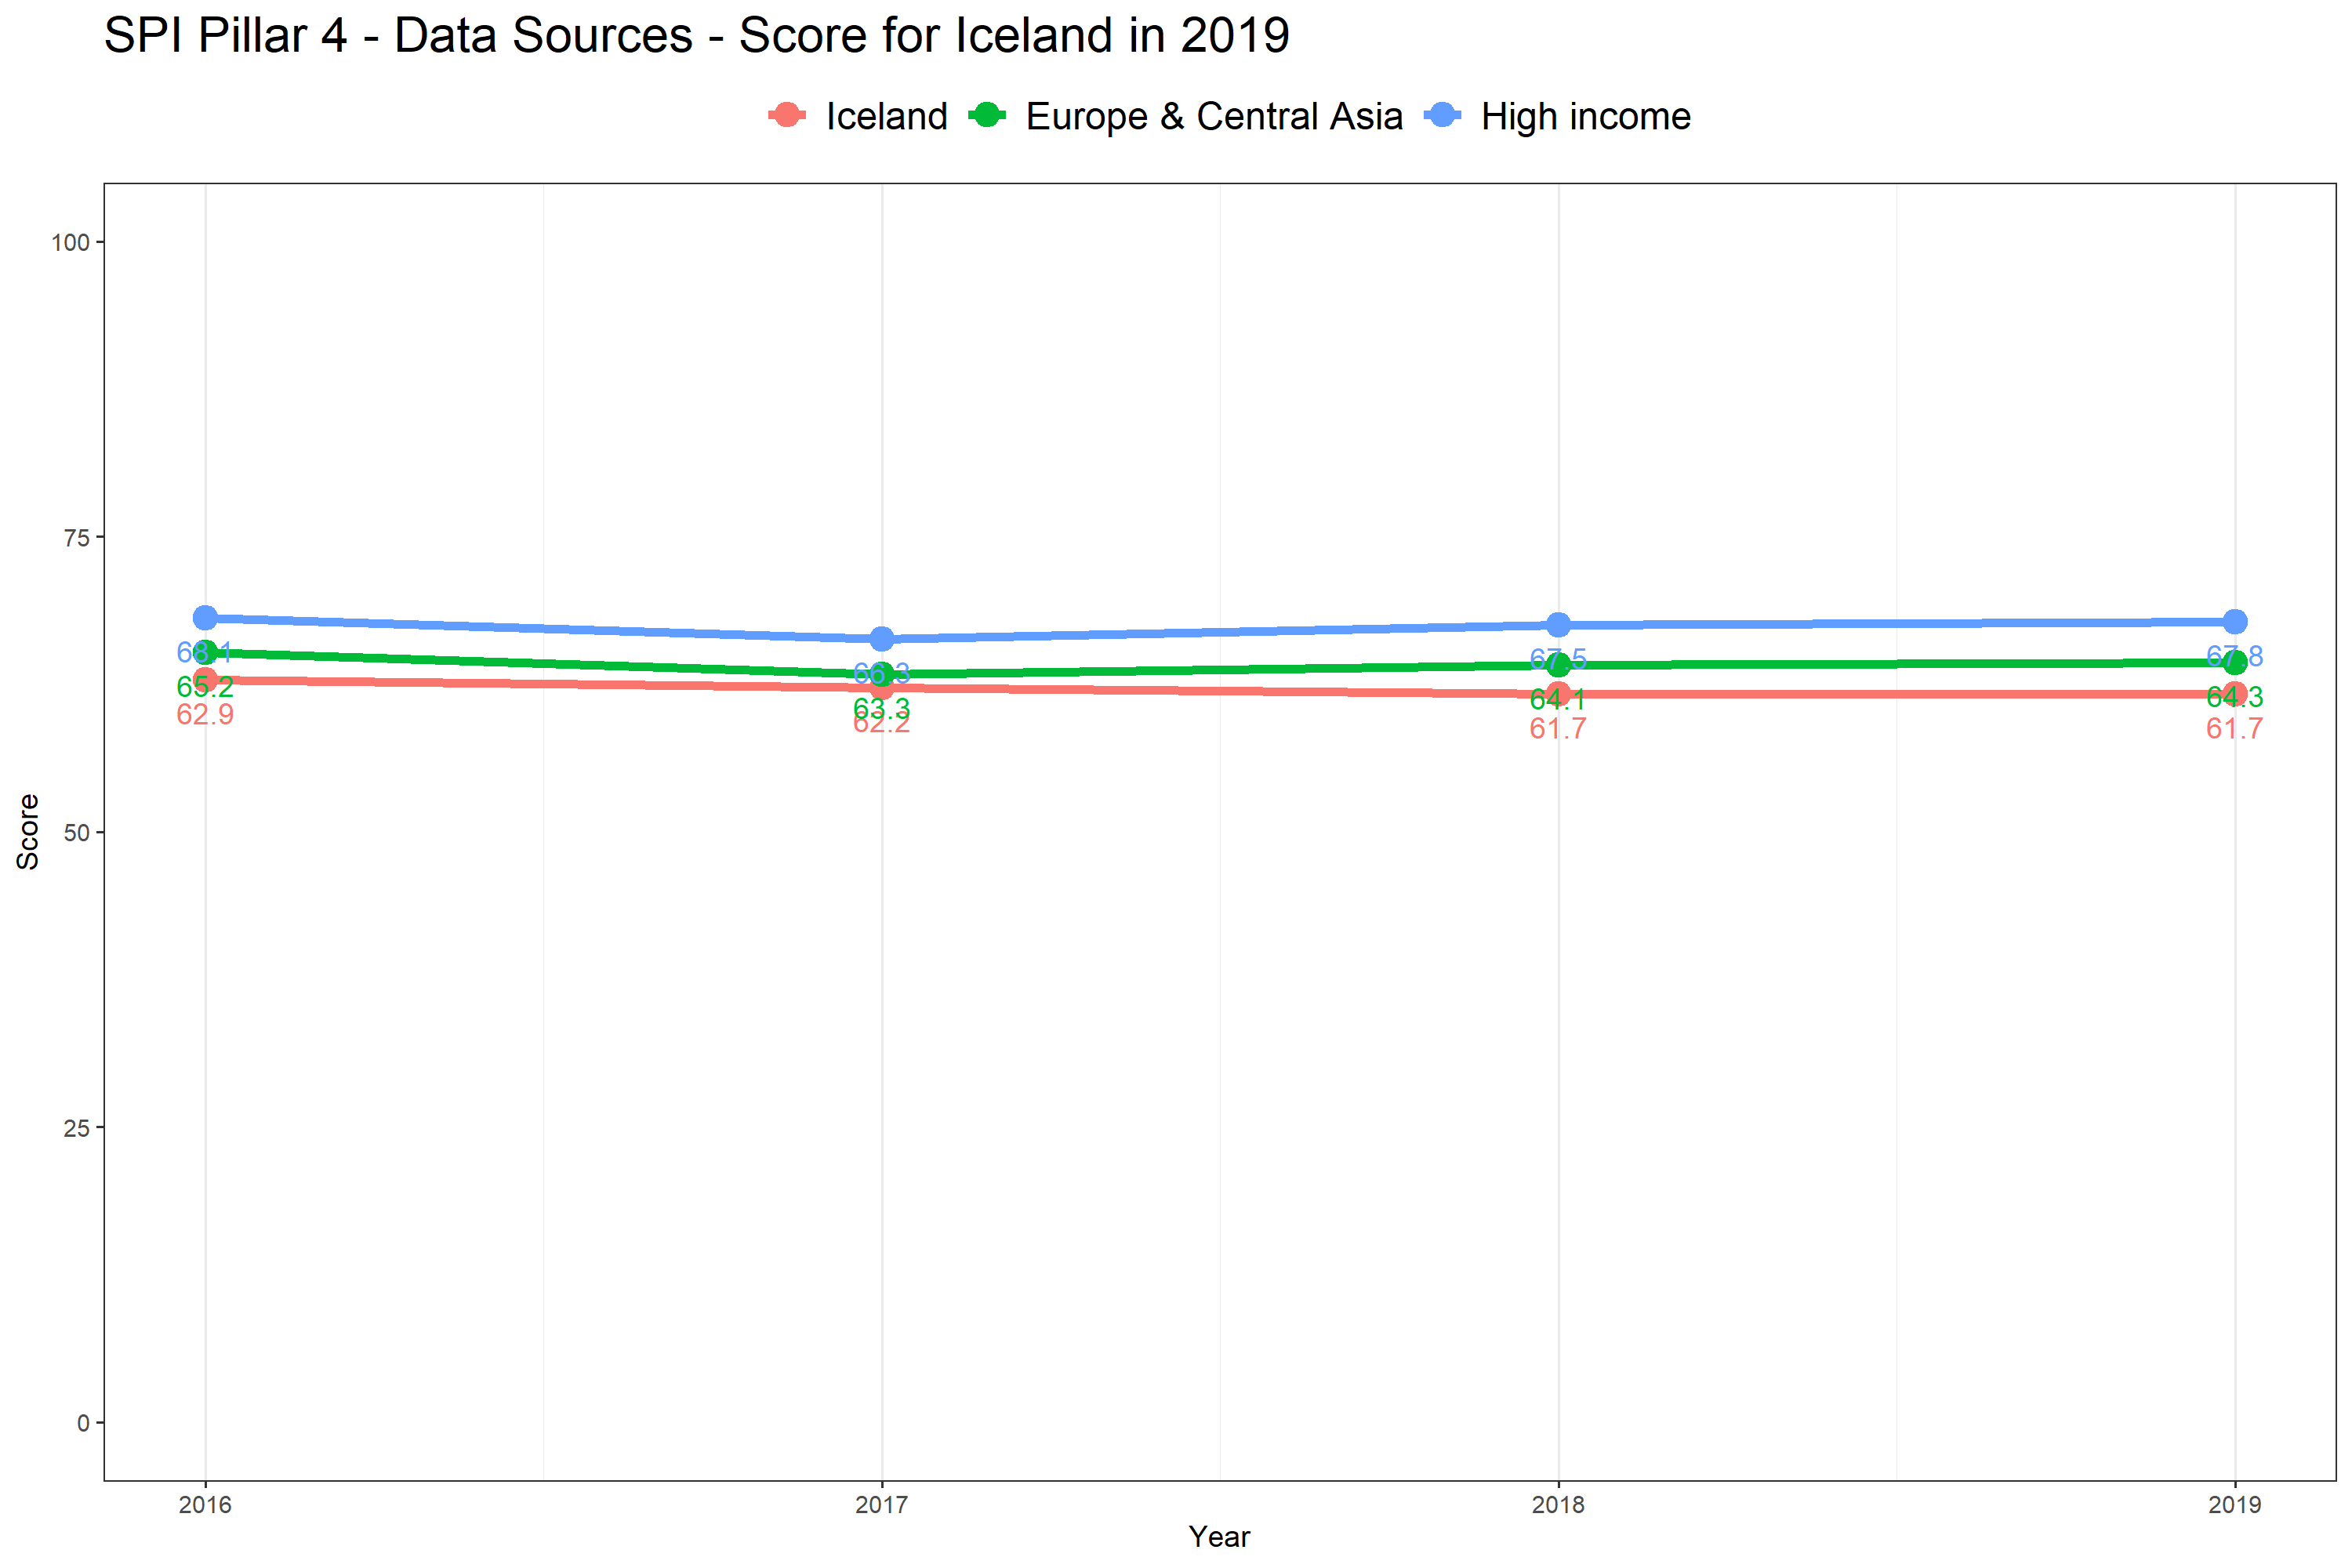 SPI Pillar 4 - Data Sources - Score for Iceland in 2019
Iceland Europe & Central Asia High income
100
75
50
25
0
Score
68.1 66.3 67.5 67.8
65.2 63.3 64.1 64.3
62.9 62.2 61.7 61.7
2016 2017 2018 2019
Year